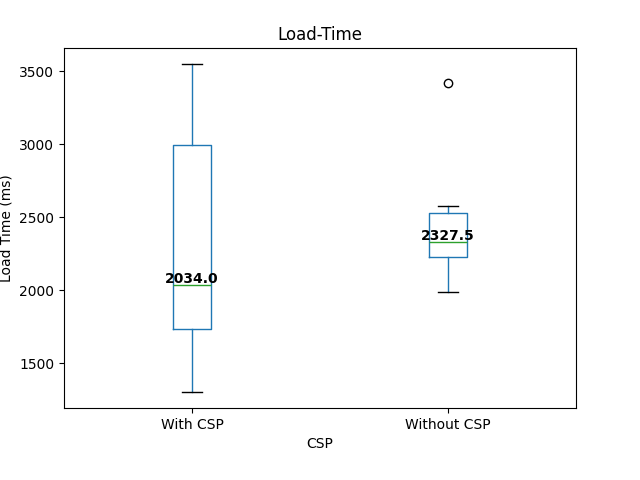 Load-Time
Load Time (ms)
3500
3000
2500
2000
1500
2034.0
2327.5
With CSP
Without CSP
CSP